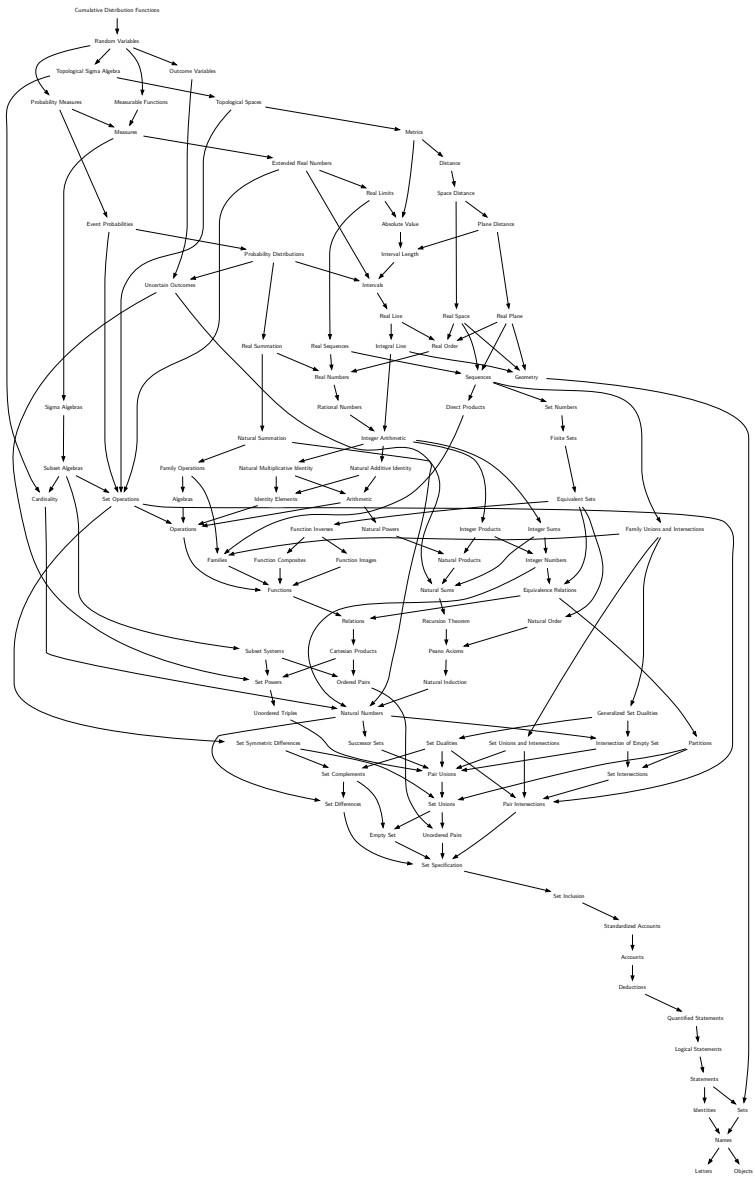 Cumulative Distribution Functions
Random Variables
Topological Sigma Algebra
Outcome Variables
Probability Measures
Measurable Functions
Topological Spaces
Measures
Metrics
Extended Real Numbers
Distance
Real Limits
Space Distance
Event Probabilities
Absolute Value
Plane Distance
Probability Distributions
Interval Length
Uncertain Outcomes
Intervals
Real Line
Real Space
Real Plane
Real Summation
Real Sequences
Integral Line
Real Order
Real Numbers
Sequences
Geometry
Sigma Algebras
Rational Numbers
Direct Products
Set Numbers
Natural Summation
Integer Arithmetic
Finite Sets
Subset Algebras
Family Operations
Natural Multiplicative Identity
Natural Additive Identity
Cardinality
Set Operations
Algebras
Identity Elements
Arithmetic
Equivalent Sets
Operations
Function Inverses
Natural Powers
Integer Products
Integer Sums
Family Unions and Intersections
Families
Function Composites
Function Images
Natural Products
Integer Numbers
Functions
Natural Sums
Equivalence Relations
Relations
Recursion Theorem
Natural Order
Subset Systems
Cartesian Products
Peano Axioms
Set Powers
Ordered Pairs
Natural Induction
Unordered Triples
Natural Numbers
Generalized Set Dualities
Set Symmetric Differences
Successor Sets
Set Dualities
Set Unions and Intersections
Intersection of Empty Set
Partitions
Set Complements
Pair Unions
Set Intersections
Set Differences
Set Unions
Pair Intersections
Empty Set
Unordered Pairs
Set Specification
Set Inclusion
Standardized Accounts
Accounts
Deductions
Quantified Statements
Logical Statements
Statements
Identities
Sets
Names
Letters
Objects